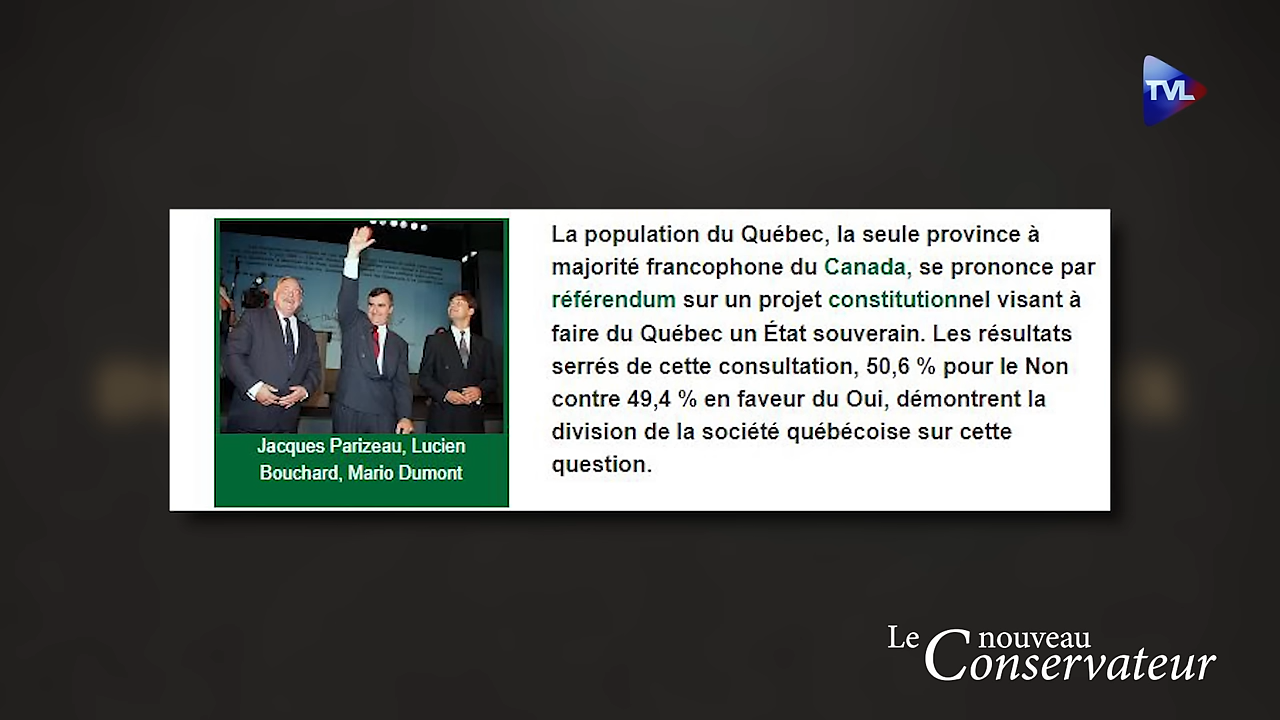 TVL
La population du Québec, la seule province à
majorité francophone du Canada, se prononce par
référendum sur un projet constitutionnel visant à
faire du Québec un État souverain. Les résultats
serrés de cette consultation, 50,6 % pour le Non
contre 49,4 % en faveur du Oui, démontrent la
division de la société québécoise sur cette
question.
Jacques Parizeau, Lucien
Bouchard, Mario Dumont
Le nouveau
Conservateur